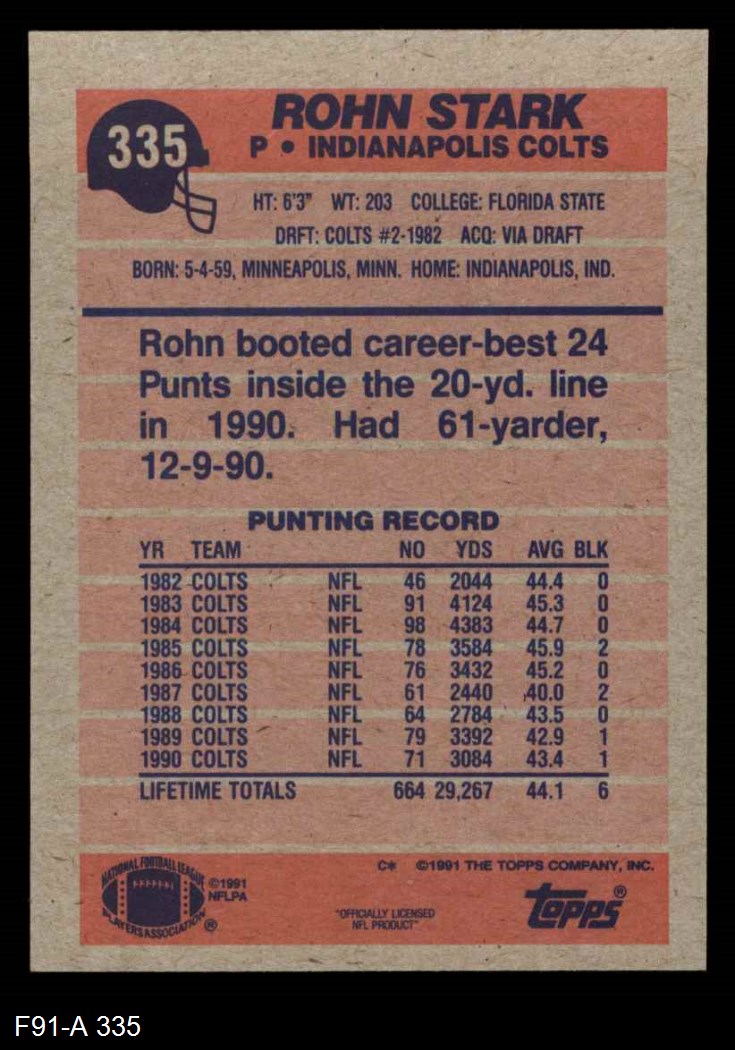 335
ROHN STARK
P • INDIANAPOLIS COLTS
HT: 6'3" WT: 203 COLLEGE: FLORIDA STATE
DRFT: COLTS #2-1982 ACQ: VIA DRAFT
BORN: 5-4-59, MINNEAPOLIS, MINN. HOME: INDIANAPOLIS, IND.
Rohn booted career-best 24
Punts inside the 20-yd. line
in 1990. Had 61-yarder,
12-9-90.
PUNTING RECORD
YR TEAM NO YDS AVG BLK
1982 COLTS NFL 46 2044 44.4 0
1983 COLTS NFL 91 4124 45.3 0
1984 COLTS NFL 98 4383 44.7 0
1985 COLTS NFL 78 3584 45.9 2
1986 COLTS NFL 76 3432 45.2 0
1987 COLTS NFL 61 2440 40.0 2
1988 COLTS NFL 64 2784 43.5 0
1989 COLTS NFL 79 3392 42.9 1
1990 COLTS NFL 71 3084 43.4 1
LIFETIME TOTALS 664 29,267 44.1 6
C* ©1991 THE TOPPS COMPANY, INC.
NATIONAL FOOTBALL LEAGUE
PLAYERS ASSOCIATION ®
©1991
NFLPA
"OFFICIALLY LICENSED
NFL PRODUCT"
topps®
F91-A 335